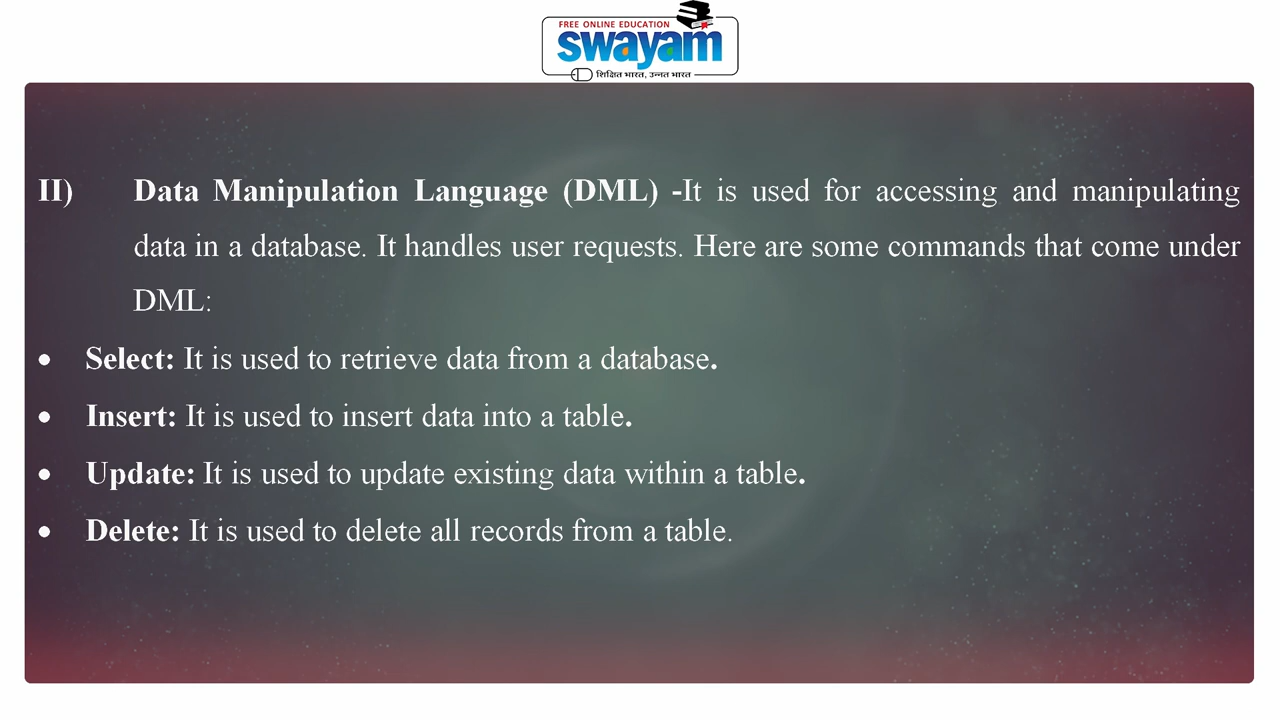 FREE ONLINE EDUCATION
swayam
शिक्षित भारत, उन्नत भारत
II) Data Manipulation Language (DML) -It is used for accessing and manipulating
data in a database. It handles user requests. Here are some commands that come under
DML:
• Select: It is used to retrieve data from a database.
• Insert: It is used to insert data into a table.
• Update: It is used to update existing data within a table.
• Delete: It is used to delete all records from a table.